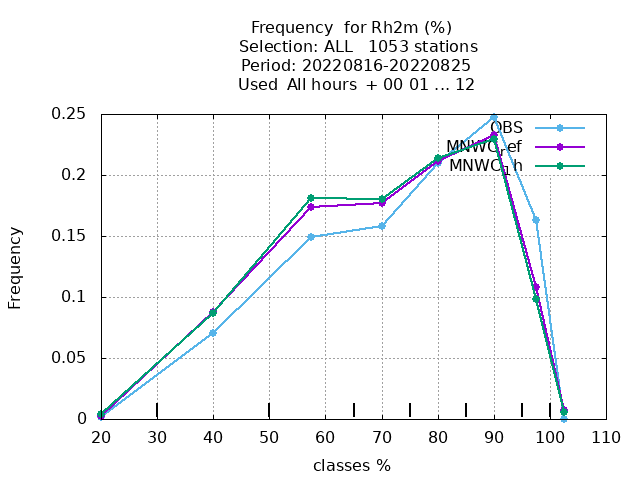 Frequency for Rh2m (%)
Selection: ALL 1053 stations
Period: 20220816-20220825
Used All hours + 00 01 ... 12
0.25
0.2
0.15
0.1
0.05
0
Frequency
OBS
MNWC_ref
MNWC_1h
20 30 40 50 60 70 80 90 100 110
classes %